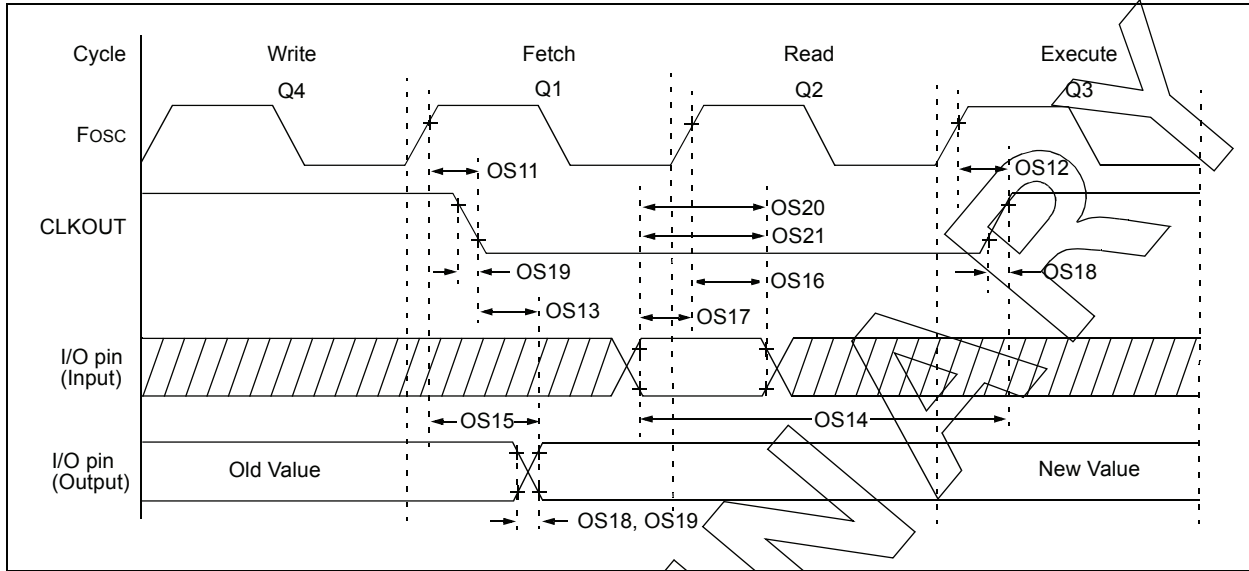 Cycle Write Fetch Read Execute
Q4 Q1 Q2 Q3
FOSC
OS11 OS12
OS20
CLKOUT
OS21
OS19 OS16 OS18
OS13 OS17
I/O pin
(Input)
OS15 OS14
I/O pin
(Output)
Old Value New Value
OS18, OS19